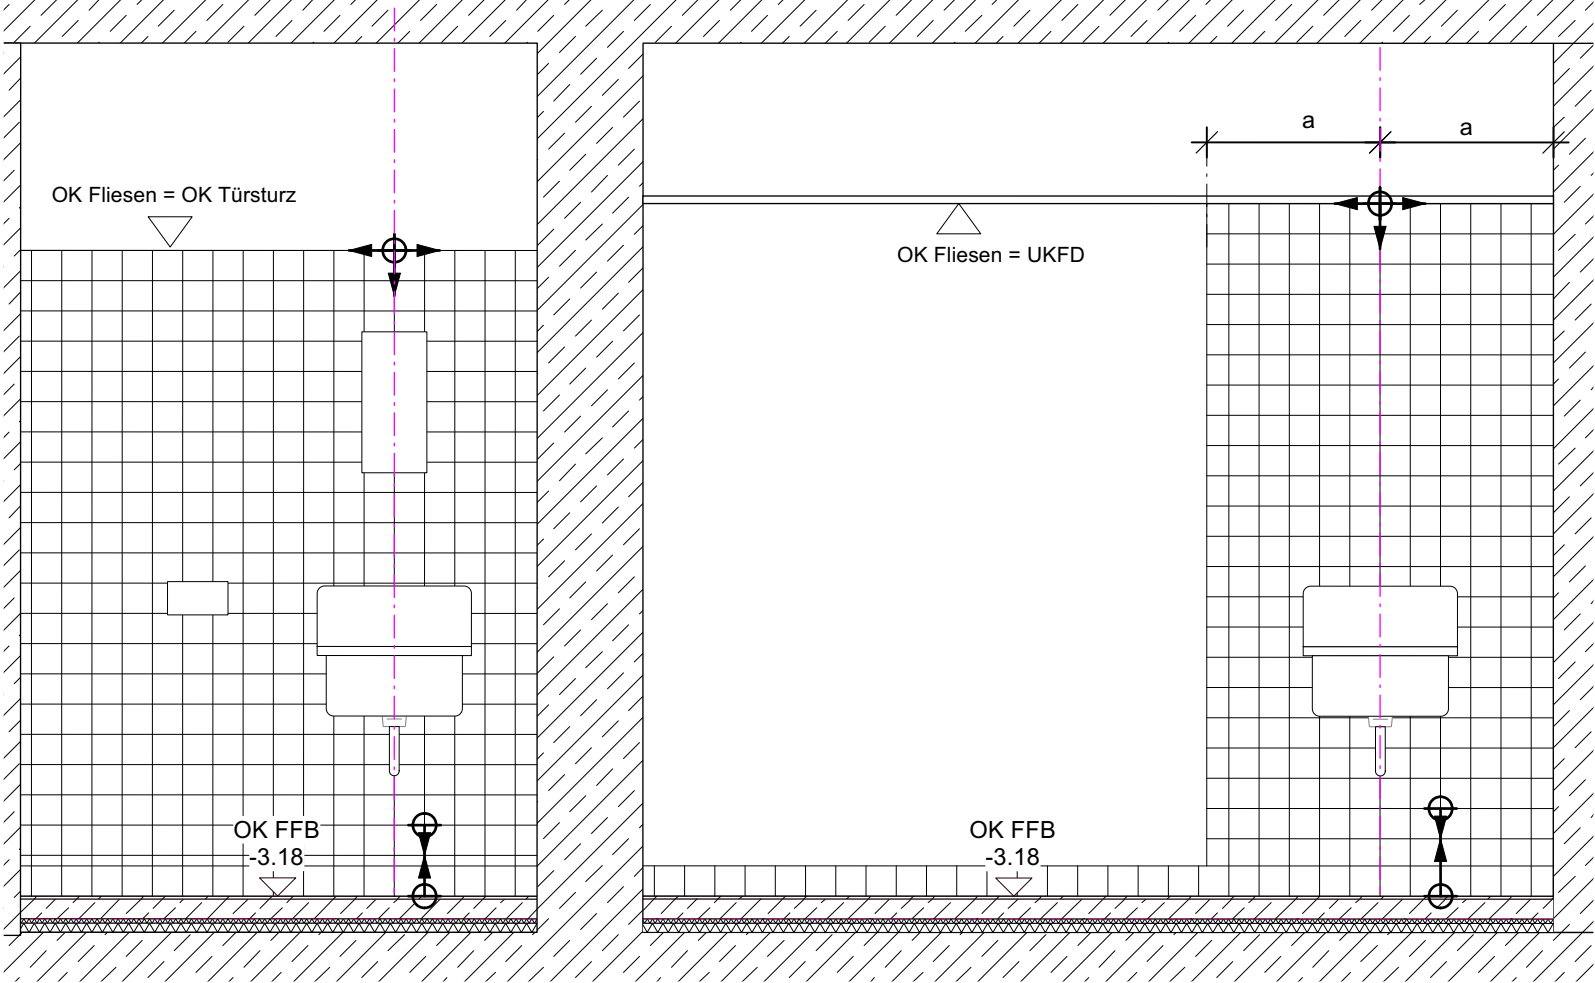 a
a
OK Fliesen = OK Türsturz
OK Fliesen = UKFD
OK FFB
-3.18
OK FFB
-3.18